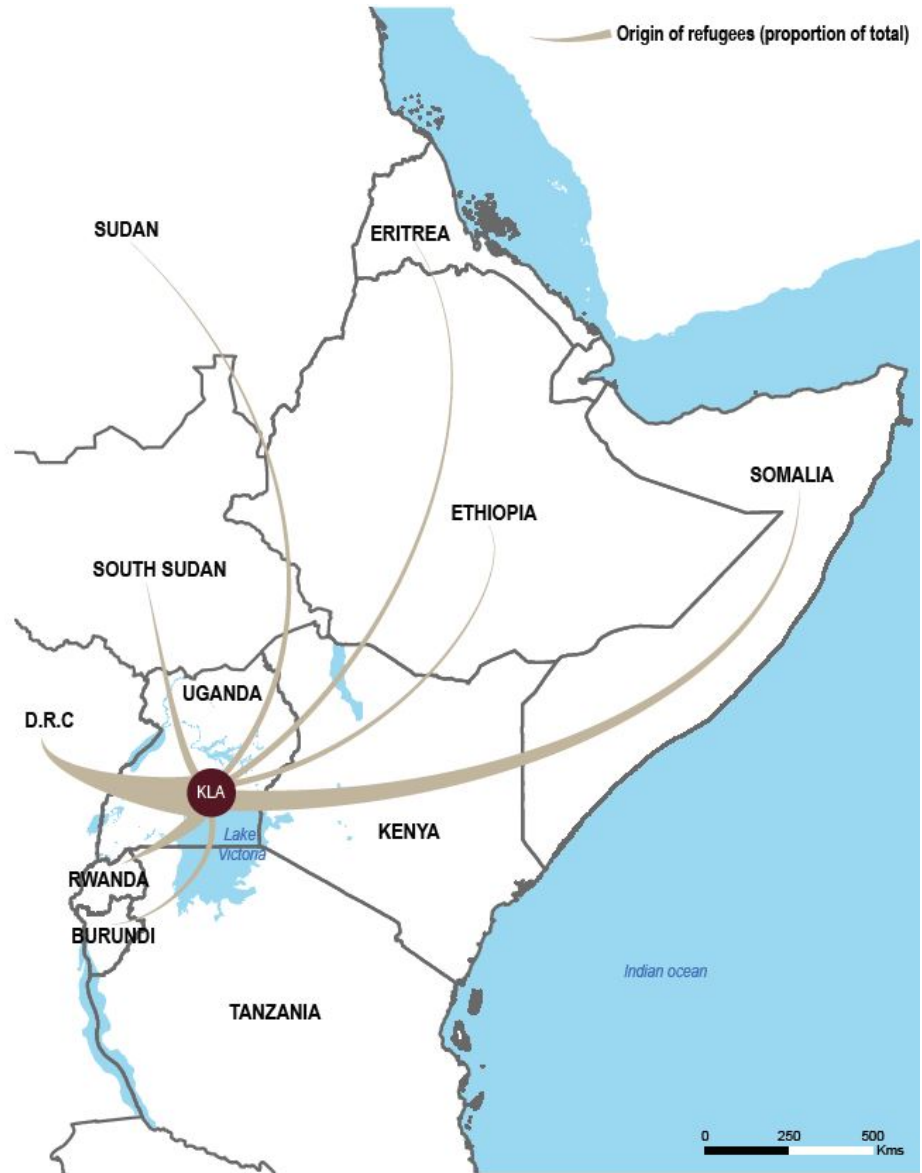 Origin of refugees (proportion of total)
SUDAN
ERITREA
SOMALIA
ETHIOPIA
SOUTH SUDAN
UGANDA
D.R.C
KLA
KENYA
Lake
Victoria
RWANDA
BURUNDI
Indian ocean
TANZANIA
0 250 500
Kms